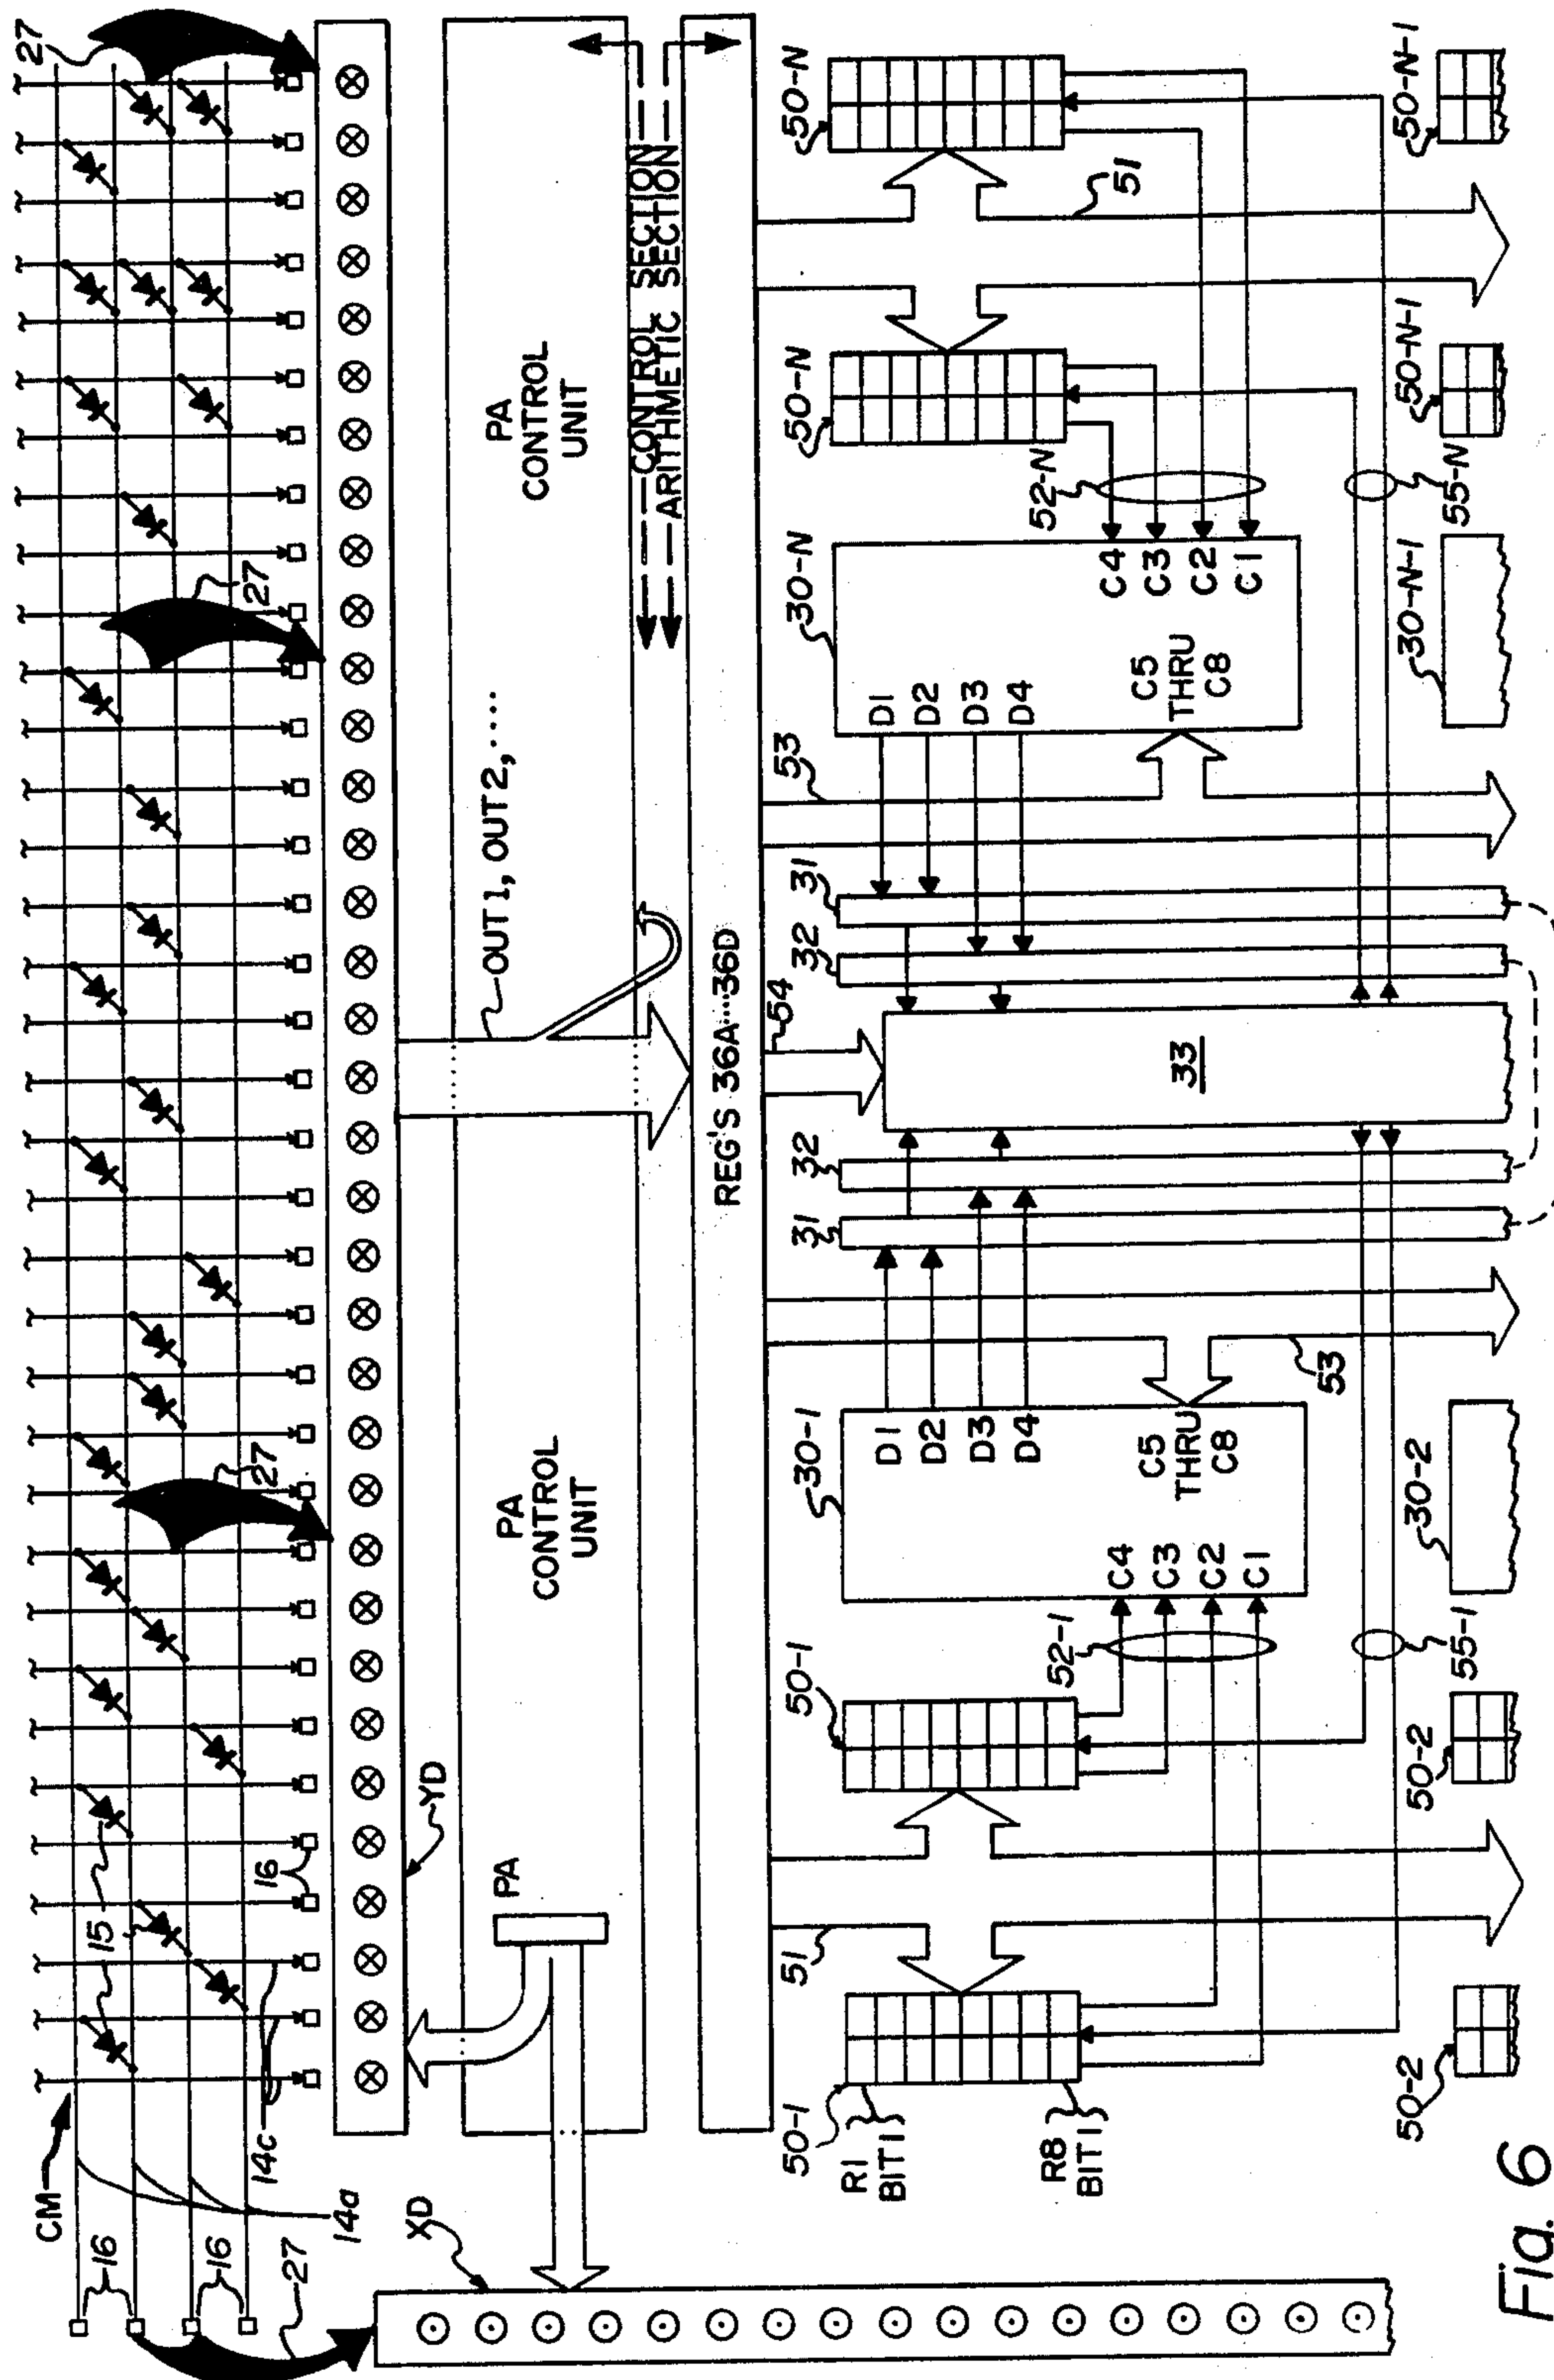 CM
16
16
27
14a
14c
15
16
27
27
27
XD
YD
PA
PA
CONTROL
UNIT
PA
CONTROL
UNIT
OUT1, OUT2, ....
CONTROL SECTION
ARITHMETIC SECTION
REG'S 36A...36D
50-1
R1
BIT 1
R8
BIT 1
51
50-1
52-1
30-1
C4
C3
C2
C1
D1
D2
D3
D4
C5
THRU
C8
53
31
32
54
33
32
31
53
30-N
D1
D2
D3
D4
C5
THRU
C8
C4
C3
C2
C1
52-N
50-N
50-N
51
50-2
50-2
55-1
30-2
30-N-1
55-N
50-N-1
50-N-1
Fig. 6